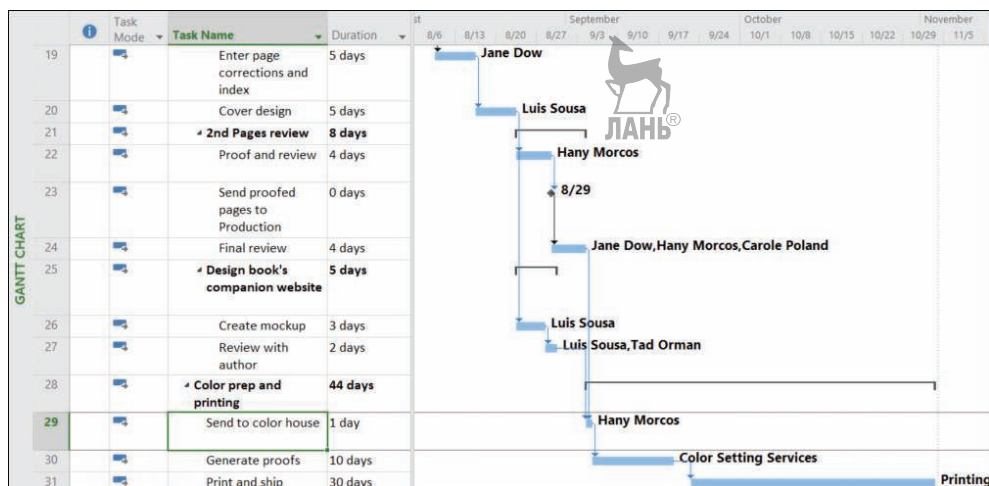 Task Mode
Task Name
Duration
st
September
October
November
8/6 8/13 8/20 8/27 9/3 9/10 9/17 9/24 10/1 10/8 10/15 10/22 10/29 11/5
GANTT CHART
19 Enter page 5 days
corrections and
index
Jane Dow
20 Cover design 5 days
Luis Sousa
21 2nd Pages review 8 days
22 Proof and review 4 days
Hany Morcos
23 Send proofed 0 days
pages to
Production
8/29
24 Final review 4 days
Jane Dow,Hany Morcos,Carole Poland
25 Design book's 5 days
companion website
26 Create mockup 3 days
Luis Sousa
27 Review with 2 days
author
Luis Sousa,Tad Orman
28 Color prep and 44 days
printing
29 Send to color house 1 day
Hany Morcos
30 Generate proofs 10 days
Color Setting Services
31 Print and ship 30 days
Printing
ЛАНЬ®